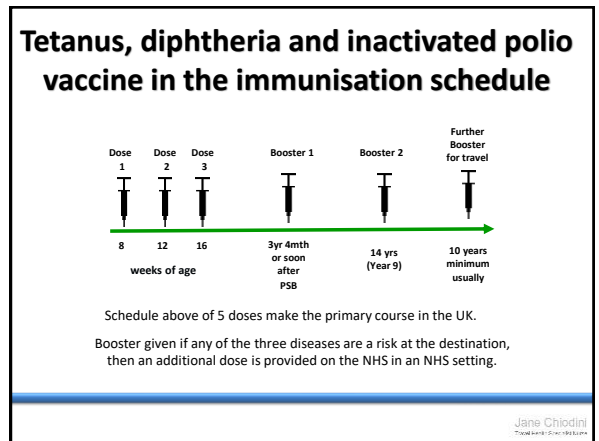 Tetanus, diphtheria and inactivated polio
vaccine in the immunisation schedule
Dose
1
Dose
2
Dose
3
Booster 1
Booster 2
Further
Booster
for travel
8
12
16
weeks of age
3yr 4mth
or soon
after
PSB
14 yrs
(Year 9)
10 years
minimum
usually
Schedule above of 5 doses make the primary course in the UK.
Booster given if any of the three diseases are a risk at the destination,
then an additional dose is provided on the NHS in an NHS setting.
Jane Chiodini
Travel Health Specialist Nurse